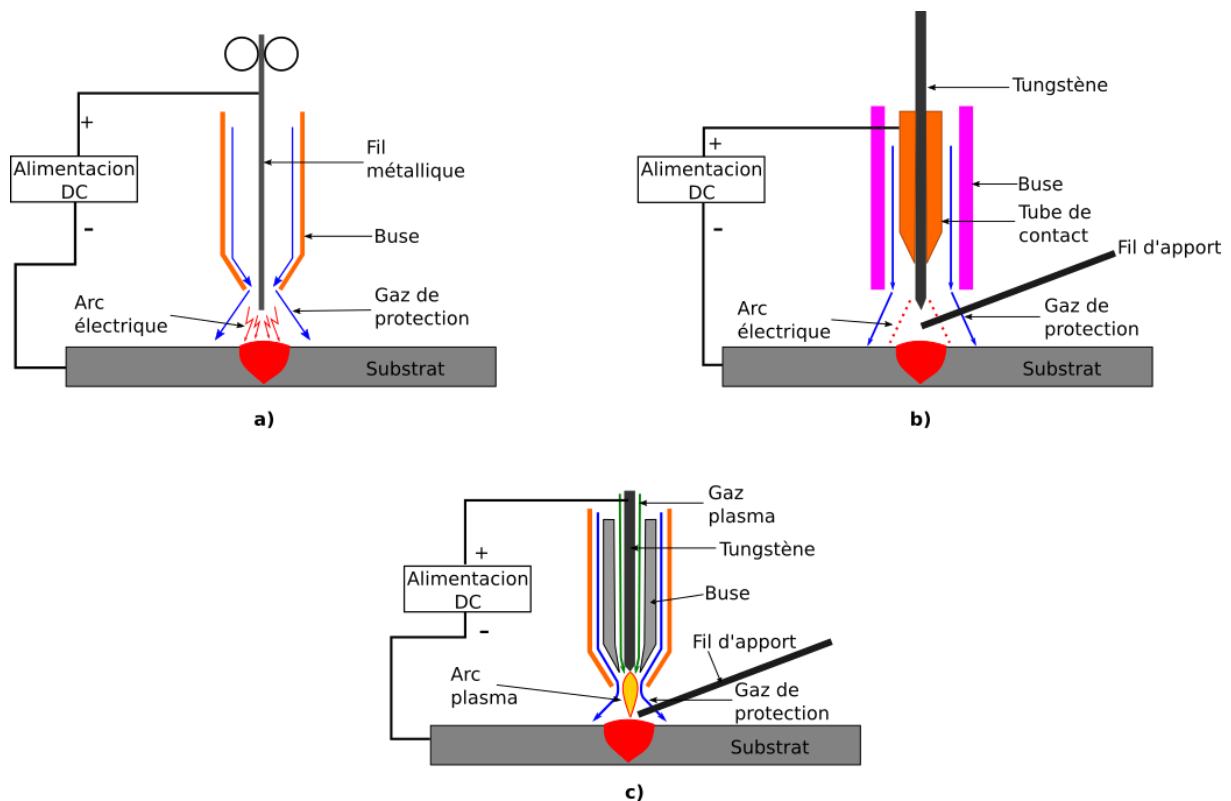 +
Alimentacion
DC
-
Fil
métallique
Buse
Arc
électrique
Gaz de
protection
Substrat
a)
Tungstène
+
Alimentacion
DC
-
Buse
Tube de
contact
Fil d'apport
Arc
électrique
Gaz de
protection
Substrat
b)
Gaz
plasma
Tungstène
+
Alimentacion
DC
-
Buse
Fil d'apport
Arc
plasma
Gaz de
protection
Substrat
c)